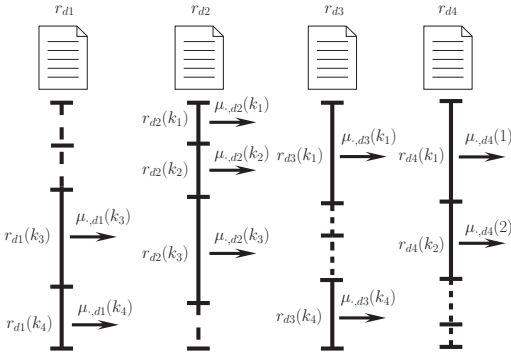 r_{d1} r_{d2} r_{d3} r_{d4}
r_{d2}(k_1) μ_{·,d2}(k_1)
r_{d3}(k_1) μ_{·,d3}(k_1)
r_{d4}(k_1) μ_{·,d4}(1)
r_{d2}(k_2) μ_{·,d2}(k_2)
r_{d1}(k_3) μ_{·,d1}(k_3)
r_{d2}(k_3) μ_{·,d2}(k_3)
r_{d4}(k_2) μ_{·,d4}(2)
r_{d1}(k_4) μ_{·,d1}(k_4)
r_{d3}(k_4) μ_{·,d3}(k_4)